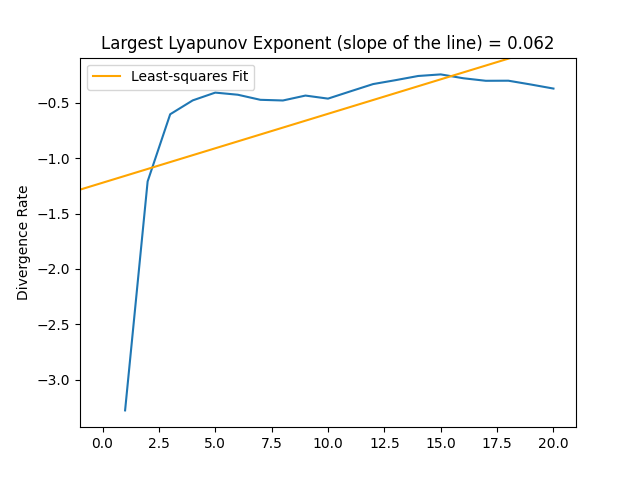 Largest Lyapunov Exponent (slope of the line) = 0.062
Least-squares Fit
Divergence Rate
−0.5
−1.0
−1.5
−2.0
−2.5
−3.0
0.0 2.5 5.0 7.5 10.0 12.5 15.0 17.5 20.0